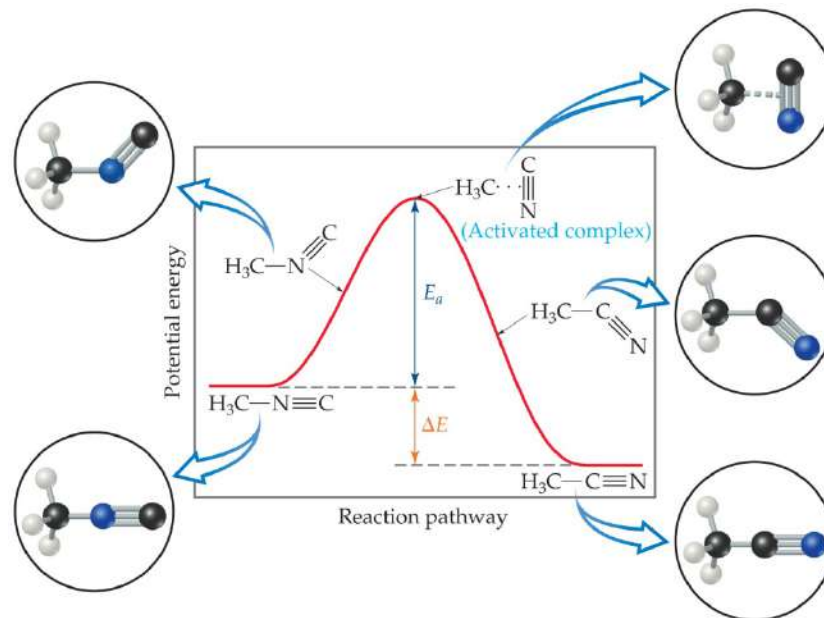 C
H₃C···⦀
N
(Activated complex)
C
H₃C—N≡
Eₐ
H₃C—C
≡
N
Potential energy
H₃C—N≡C
ΔE
H₃C—C≡N
Reaction pathway